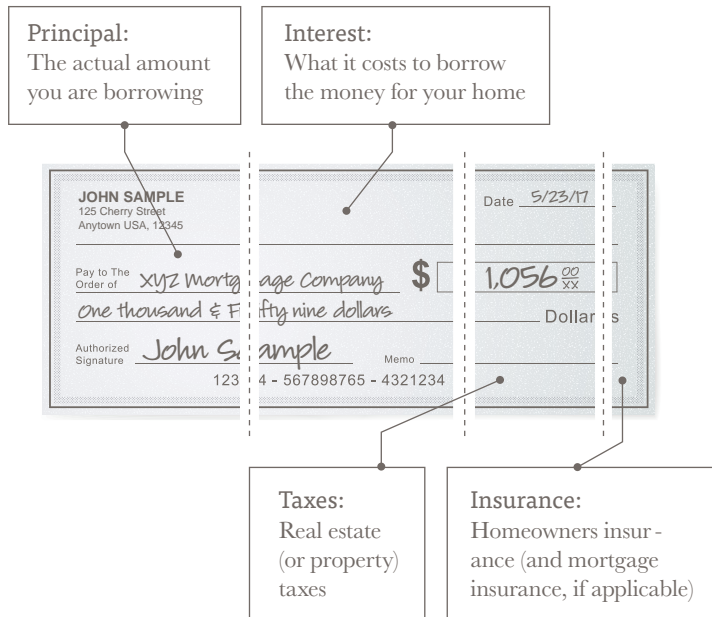 Principal:
The actual amount
you are borrowing
Interest:
What it costs to borrow
the money for your home
JOHN SAMPLE
125 Cherry Street
Anytown USA, 12345
Date 5/23/17
Pay to The
Order of XYZ Mortgage Company $ 1,056 00/XX
One thousand & Fifty nine dollars Dollars
Authorized
Signature John Sample Memo
1234 - 567898765 - 4321234
Taxes:
Real estate
(or property)
taxes
Insurance:
Homeowners insur-
ance (and mortgage
insurance, if applicable)